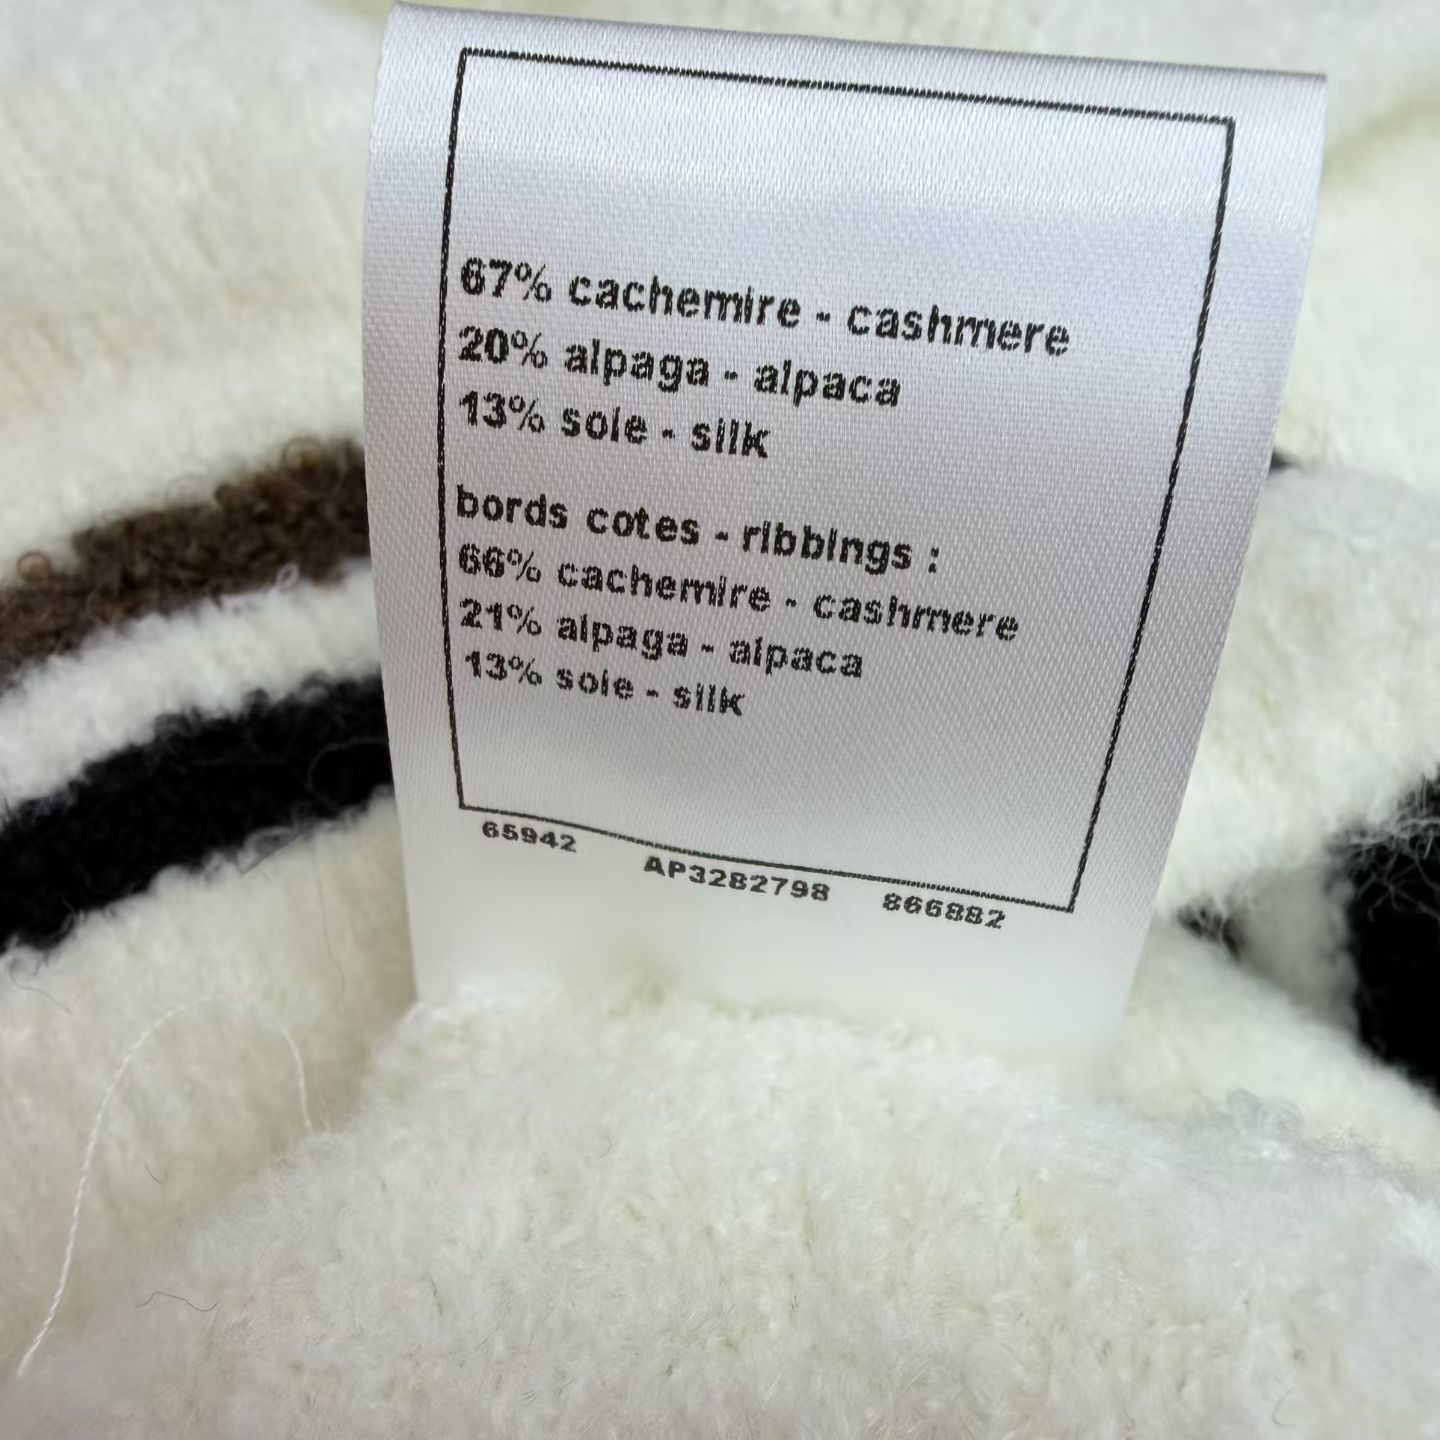 67% cachemire - cashmere
20% alpaga - alpaca
13% soie - silk
bords cotes - ribbings :
66% cachemire - cashmere
21% alpaga - alpaca
13% soie - silk
65942 AP3282798 866882